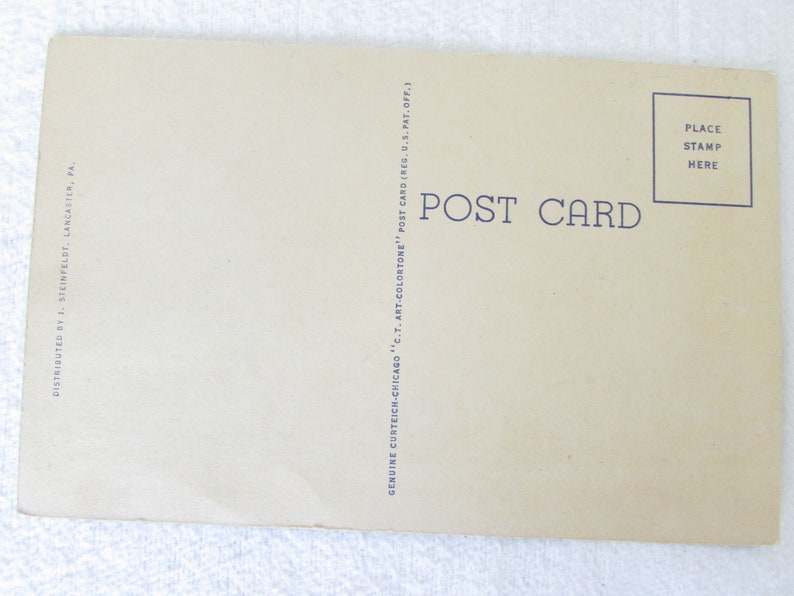 DISTRIBUTED BY I. STEINFELDT, LANCASTER, PA.
GENUINE CURTEICH-CHICAGO "C.T. ART-COLORTONE" POST CARD (REG. U.S. PAT. OFF.)
POST CARD
PLACE
STAMP
HERE